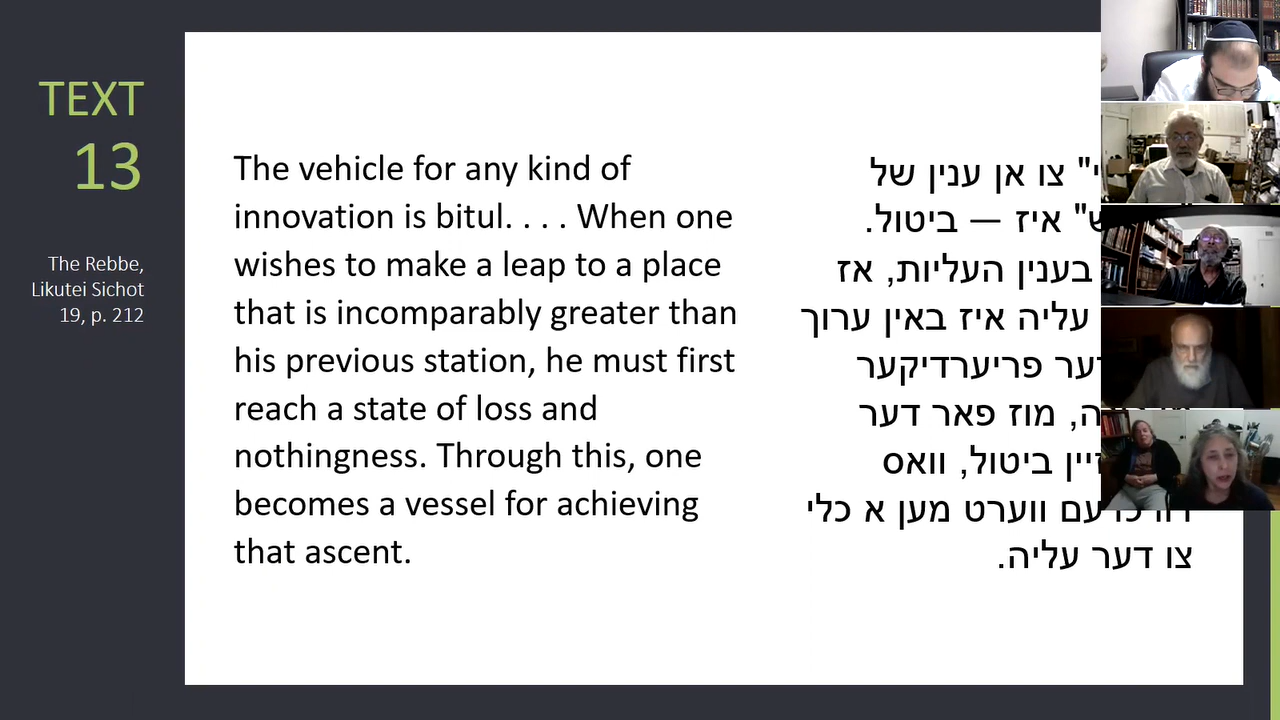 TEXT
13
The Rebbe,
Likutei Sichot
19, p. 212
The vehicle for any kind of
innovation is bitul. . . . When one
wishes to make a leap to a place
that is incomparably greater than
his previous station, he must first
reach a state of loss and
nothingness. Through this, one
becomes a vessel for achieving
that ascent.
צו אן ענין של
איז — ביטול.
בענין העליות, אז
עליה איז באין ערוך
פריערדיקער
מוז פאר דער
ביטול, וואס
ווערט מען א כלי
צו דער עליה.